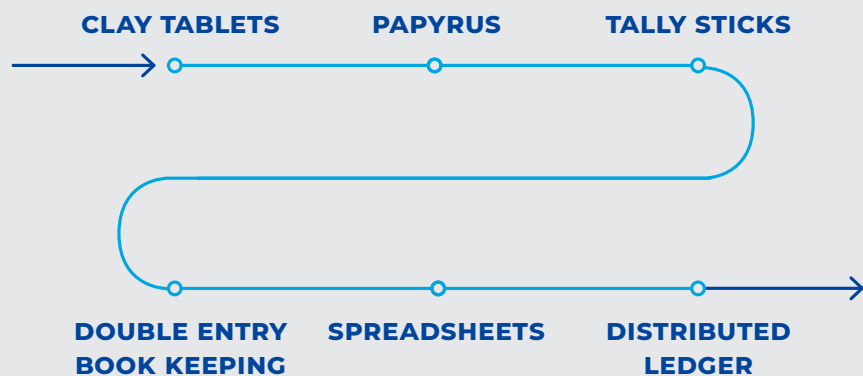 CLAY TABLETS
PAPYRUS
TALLY STICKS
DOUBLE ENTRY
BOOK KEEPING
SPREADSHEETS
DISTRIBUTED
LEDGER